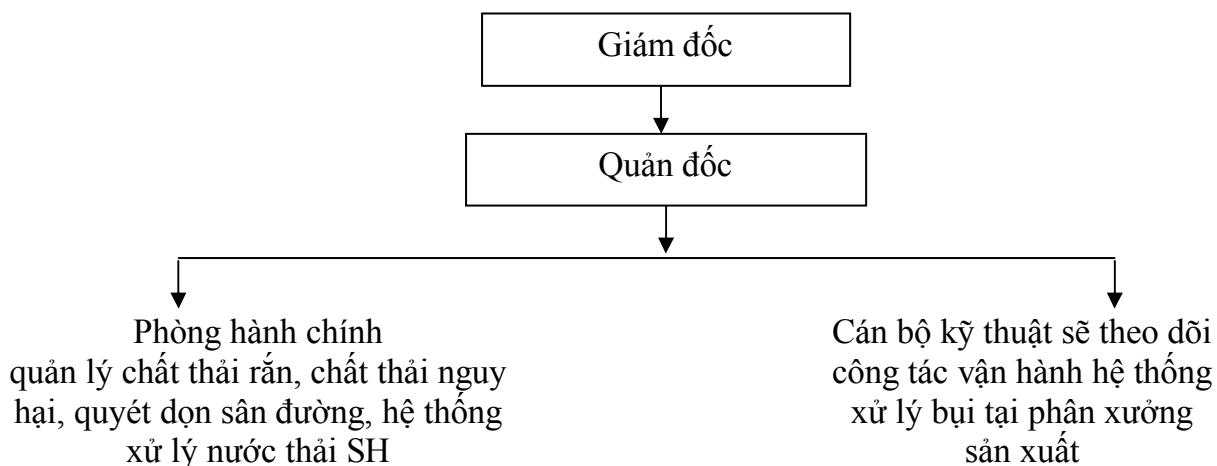 Giám đốc
Quản đốc
Phòng hành chính
quản lý chất thải rắn, chất thải nguy
hại, quyét dọn sân đường, hệ thống
xử lý nước thải SH
Cán bộ kỹ thuật sẽ theo dõi
công tác vận hành hệ thống
xử lý bụi tại phân xưởng
sản xuất